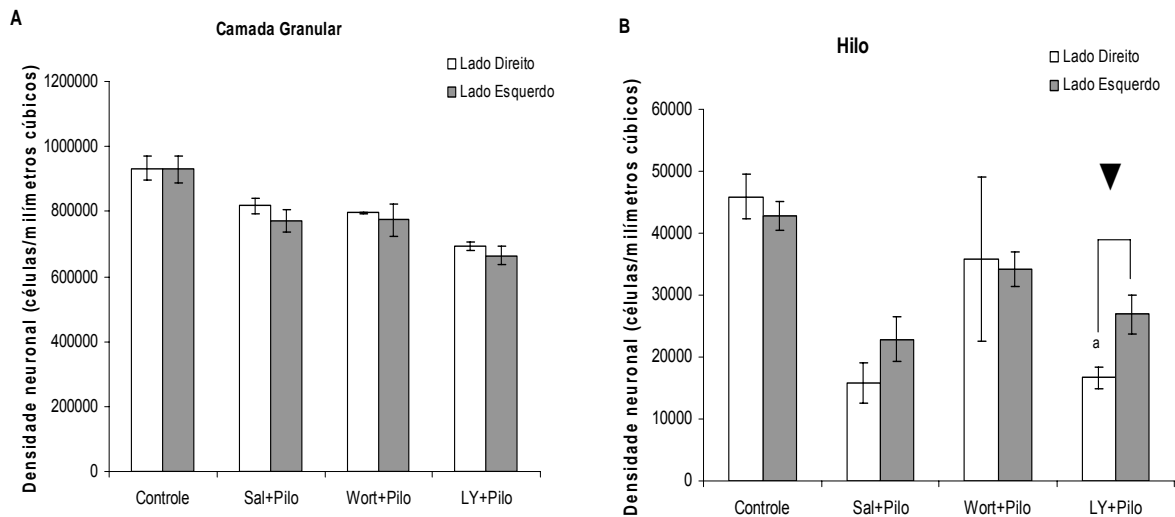 A
Camada Granular
Lado Direito
Lado Esquerdo
Densidade neuronal (células/milímetros cúbicos)
1200000
1000000
800000
600000
400000
200000
0
Controle Sal+Pilo Wort+Pilo LY+Pilo
B
Hilo
Lado Direito
Lado Esquerdo
Densidade neuronal (células/milímetros cúbicos)
60000
50000
40000
30000
20000
10000
0
a
Controle Sal+Pilo Wort+Pilo LY+Pilo